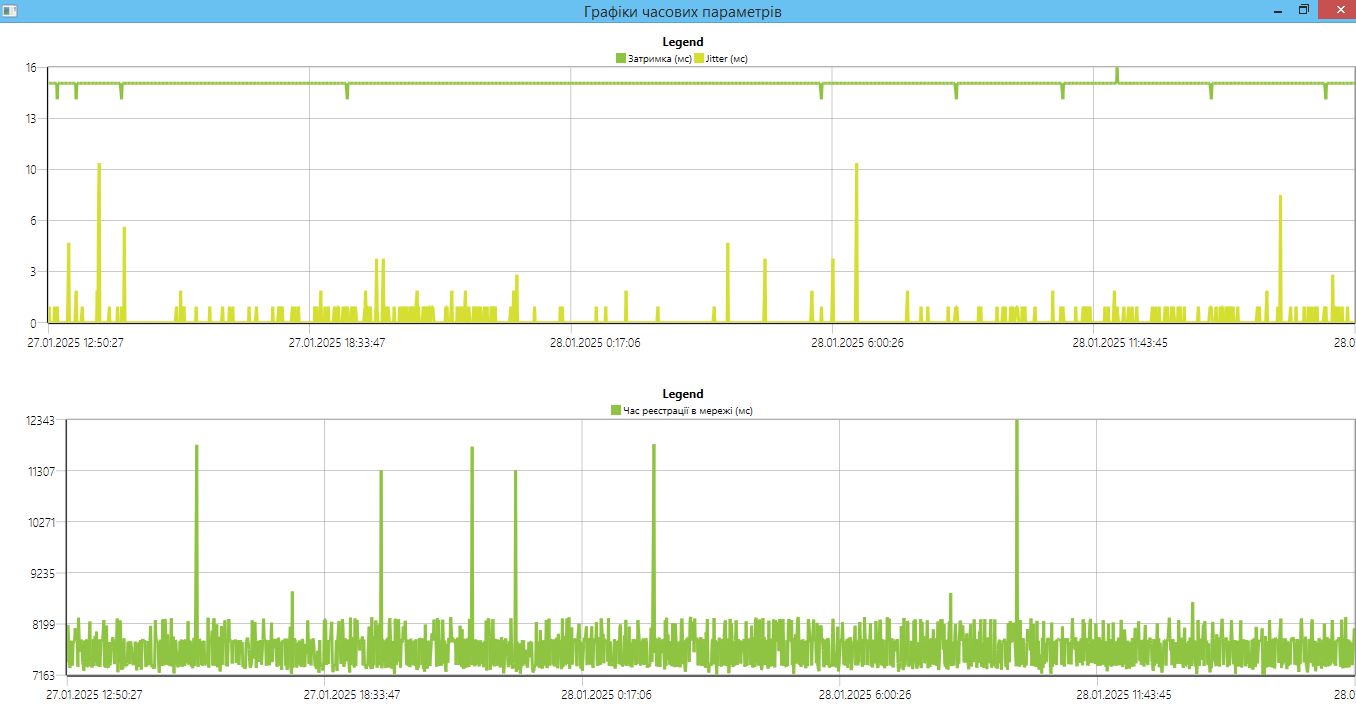 Графіки часових параметрів
Legend
Затримка (мс) Jitter (мс)
16
13
10
6
3
0
27.01.2025 12:50:27 27.01.2025 18:33:47 28.01.2025 0:17:06 28.01.2025 6:00:26 28.01.2025 11:43:45 28.0
Legend
Час реєстрації в мережі (мс)
12343
11307
10271
9235
8199
7163
27.01.2025 12:50:27 27.01.2025 18:33:47 28.01.2025 0:17:06 28.01.2025 6:00:26 28.01.2025 11:43:45 28.0